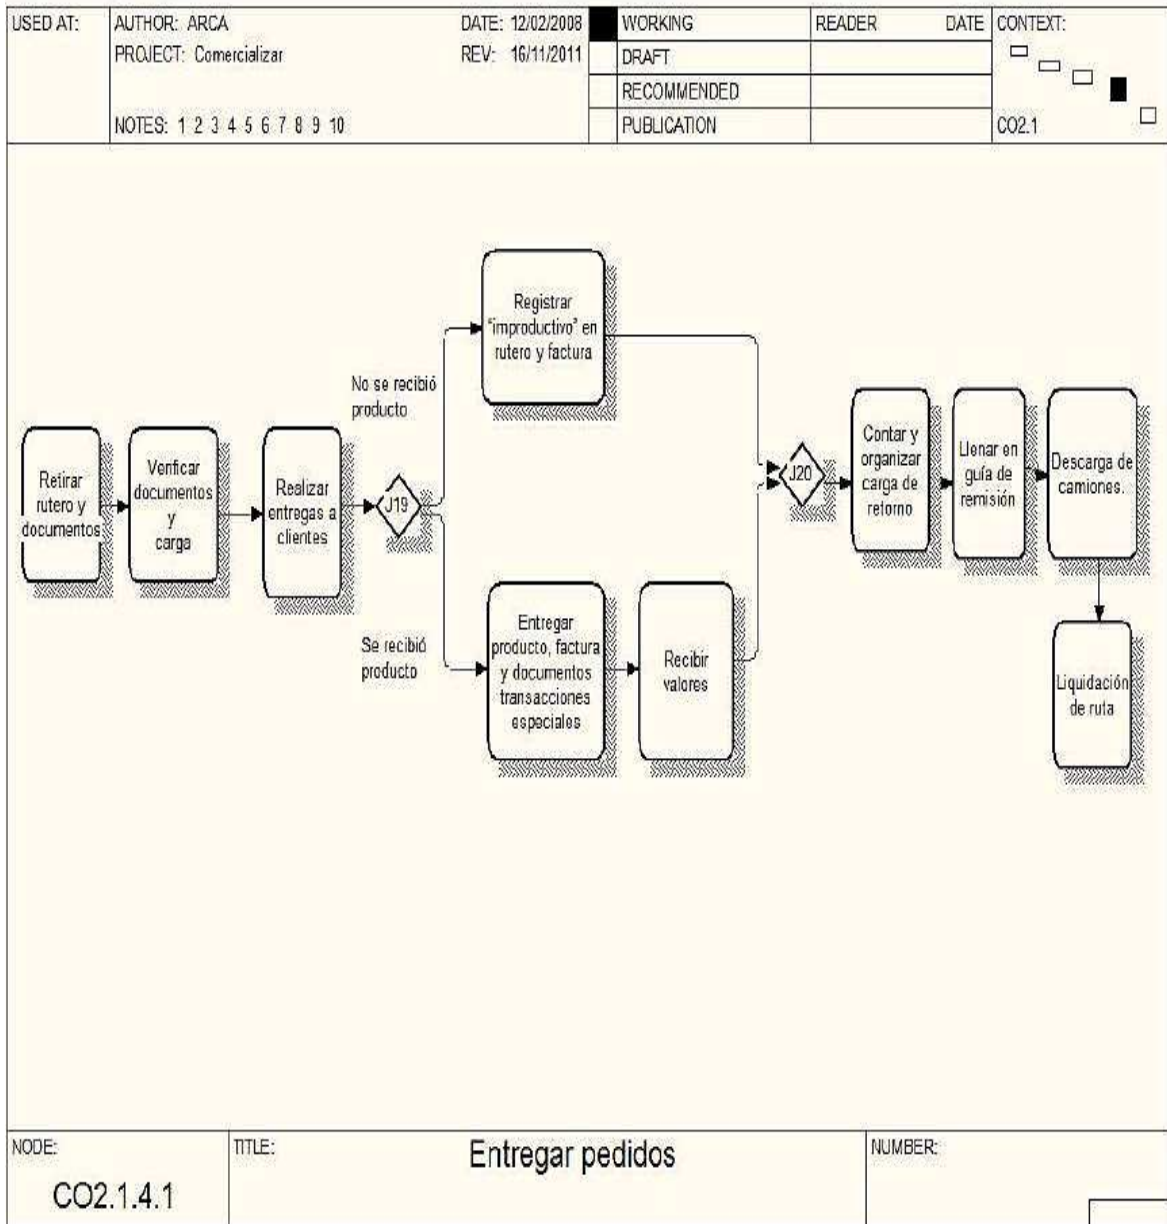 USED AT:
AUTHOR: ARCA
DATE: 12/02/2008
WORKING
READER
DATE
CONTEXT:
PROJECT: Comercializar
REV: 16/11/2011
DRAFT
RECOMMENDED
NOTES: 1 2 3 4 5 6 7 8 9 10
PUBLICATION
CO2.1
Registrar
"improductivo" en
rutero y factura
No se recibió
producto
Retirar
rutero y
documentos
Verificar
documentos
y
carga
Realizar
entregas a
clientes
J19
Se recibió
producto
Entregar
producto, factura
y documentos
transacciones
especiales
Recibir
valores
J20
Contar y
organizar
carga de
retorno
Llenar en
guía de
remisión
Descarga de
camiones.
Liquidación
de ruta
NODE:
CO2.1.4.1
TITLE:
Entregar pedidos
NUMBER: